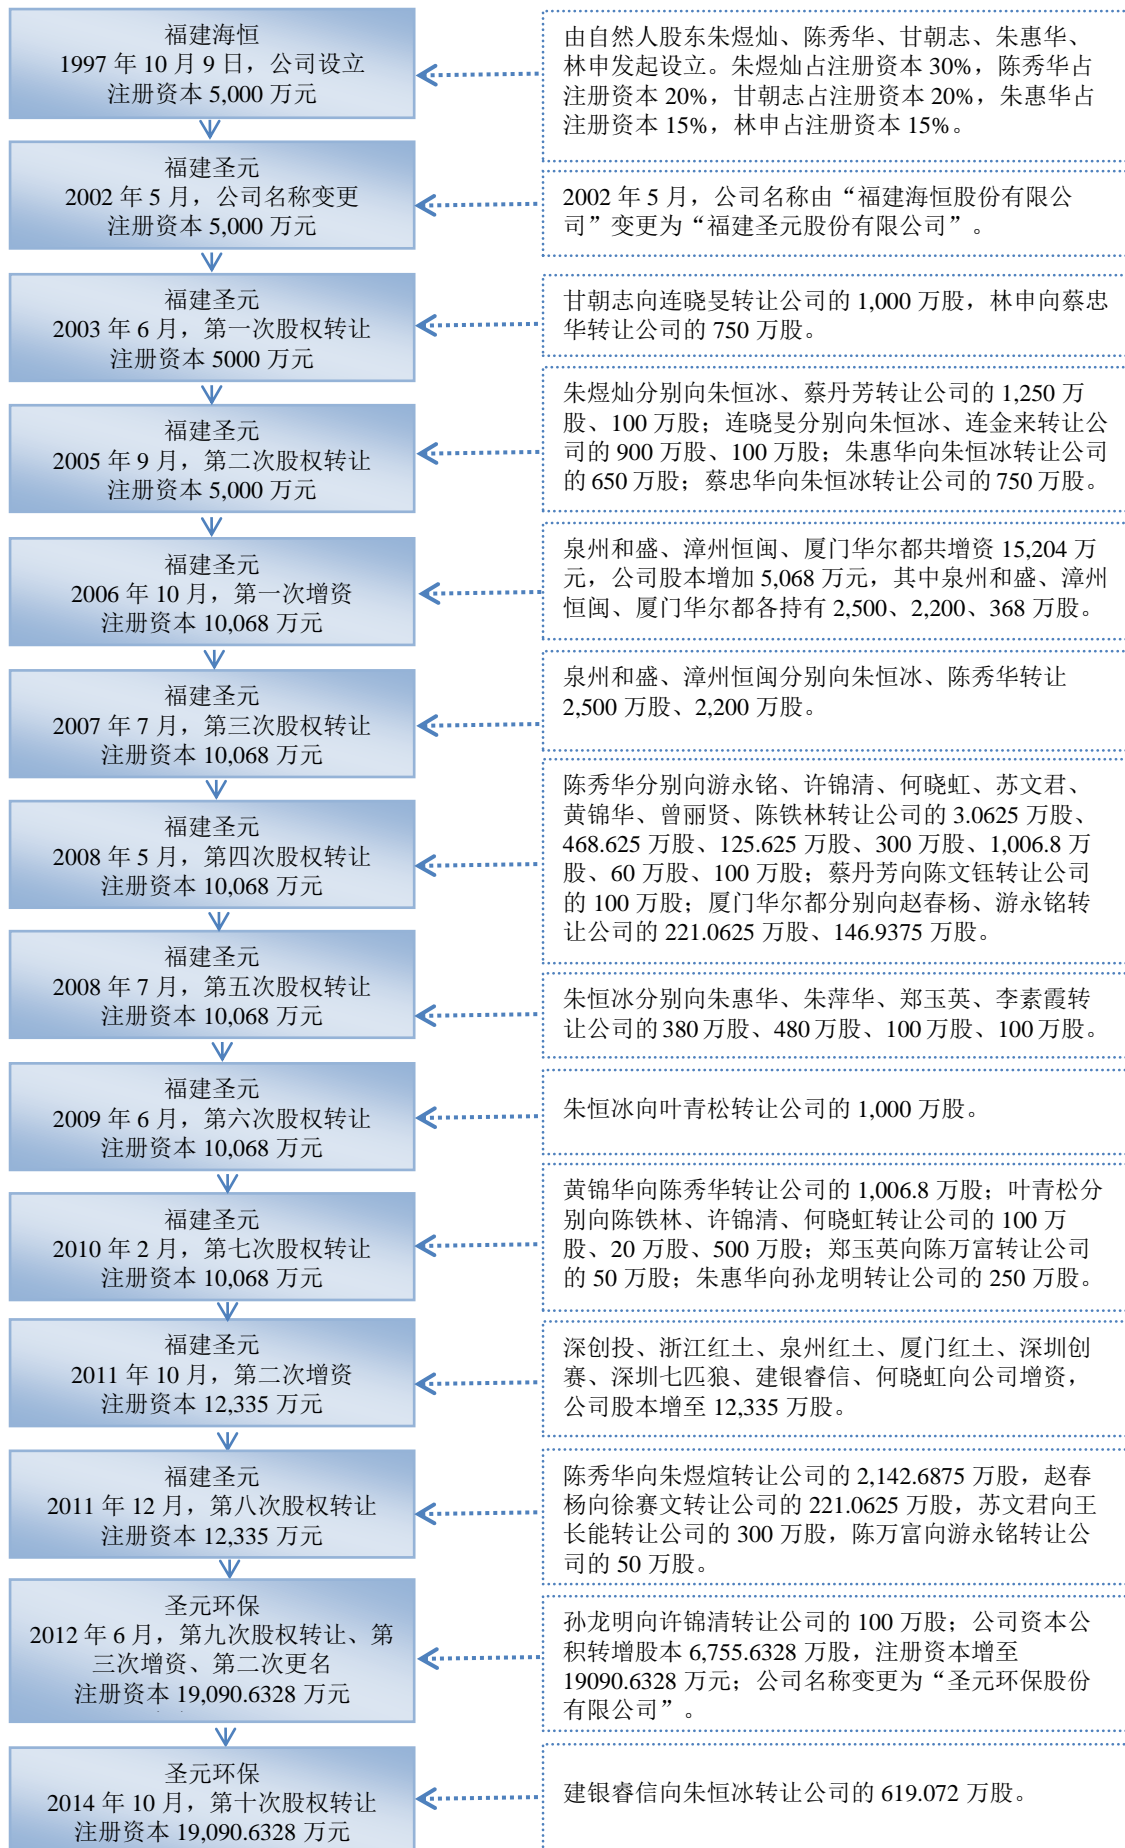 福建海恒
1997 年 10 月 9 日，公司设立
注册资本 5,000 万元
由自然人股东朱煜灿、陈秀华、甘朝志、朱惠华、
林申发起设立。朱煜灿占注册资本 30%，陈秀华占
注册资本 20%，甘朝志占注册资本 20%，朱惠华占
注册资本 15%，林申占注册资本 15%。
福建圣元
2002 年 5 月，公司名称变更
注册资本 5,000 万元
2002 年 5 月，公司名称由“福建海恒股份有限公
司”变更为“福建圣元股份有限公司”。
福建圣元
2003 年 6 月，第一次股权转让
注册资本 5000 万元
甘朝志向连晓旻转让公司的 1,000 万股，林申向蔡忠
华转让公司的 750 万股。
福建圣元
2005 年 9 月，第二次股权转让
注册资本 5,000 万元
朱煜灿分别向朱恒冰、蔡丹芳转让公司的 1,250 万
股、100 万股；连晓旻分别向朱恒冰、连金来转让公
司的 900 万股、100 万股；朱惠华向朱恒冰转让公司
的 650 万股；蔡忠华向朱恒冰转让公司的 750 万股。
福建圣元
2006 年 10 月，第一次增资
注册资本 10,068 万元
泉州和盛、漳州恒闽、厦门华尔都共增资 15,204 万
元，公司股本增加 5,068 万元，其中泉州和盛、漳州
恒闽、厦门华尔都各持有 2,500、2,200、368 万股。
福建圣元
2007 年 7 月，第三次股权转让
注册资本 10,068 万元
泉州和盛、漳州恒闽分别向朱恒冰、陈秀华转让
2,500 万股、2,200 万股。
福建圣元
2008 年 5 月，第四次股权转让
注册资本 10,068 万元
陈秀华分别向游永铭、许锦清、何晓虹、苏文君、
黄锦华、曾丽贤、陈铁林转让公司的 3.0625 万股、
468.625 万股、125.625 万股、300 万股、1,006.8 万
股、60 万股、100 万股；蔡丹芳向陈文钰转让公司
的 100 万股；厦门华尔都分别向赵春杨、游永铭转
让公司的 221.0625 万股、146.9375 万股。
福建圣元
2008 年 7 月，第五次股权转让
注册资本 10,068 万元
朱恒冰分别向朱惠华、朱萍华、郑玉英、李素霞转
让公司的 380 万股、480 万股、100 万股、100 万股。
福建圣元
2009 年 6 月，第六次股权转让
注册资本 10,068 万元
朱恒冰向叶青松转让公司的 1,000 万股。
福建圣元
2010 年 2 月，第七次股权转让
注册资本 10,068 万元
黄锦华向陈秀华转让公司的 1,006.8 万股；叶青松分
别向陈铁林、许锦清、何晓虹转让公司的 100 万
股、20 万股、500 万股；郑玉英向陈万富转让公司
的 50 万股；朱惠华向孙龙明转让公司的 250 万股。
福建圣元
2011 年 10 月，第二次增资
注册资本 12,335 万元
深创投、浙江红土、泉州红土、厦门红土、深圳创
赛、深圳七匹狼、建银睿信、何晓虹向公司增资，
公司股本增至 12,335 万股。
福建圣元
2011 年 12 月，第八次股权转让
注册资本 12,335 万元
陈秀华向朱煜煊转让公司的 2,142.6875 万股，赵春
杨向徐赛文转让公司的 221.0625 万股，苏文君向王
长能转让公司的 300 万股，陈万富向游永铭转让公
司的 50 万股。
圣元环保
2012 年 6 月，第九次股权转让、第
三次增资、第二次更名
注册资本 19,090.6328 万元
孙龙明向许锦清转让公司的 100 万股；公司资本公
积转增股本 6,755.6328 万股，注册资本增至
19090.6328 万元；公司名称变更为“圣元环保股份
有限公司”。
圣元环保
2014 年 10 月，第十次股权转让
注册资本 19,090.6328 万元
建银睿信向朱恒冰转让公司的 619.072 万股。